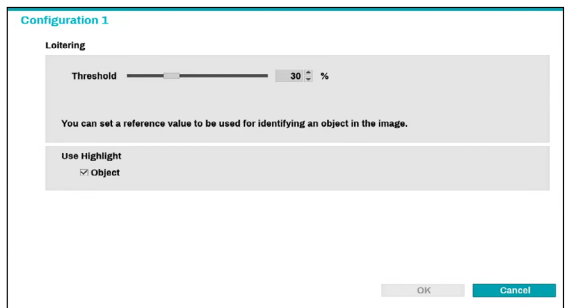 Configuration 1
Loitering
Threshold 30 %
You can set a reference value to be used for identifying an object in the image.
Use Highlight
Object
OK Cancel